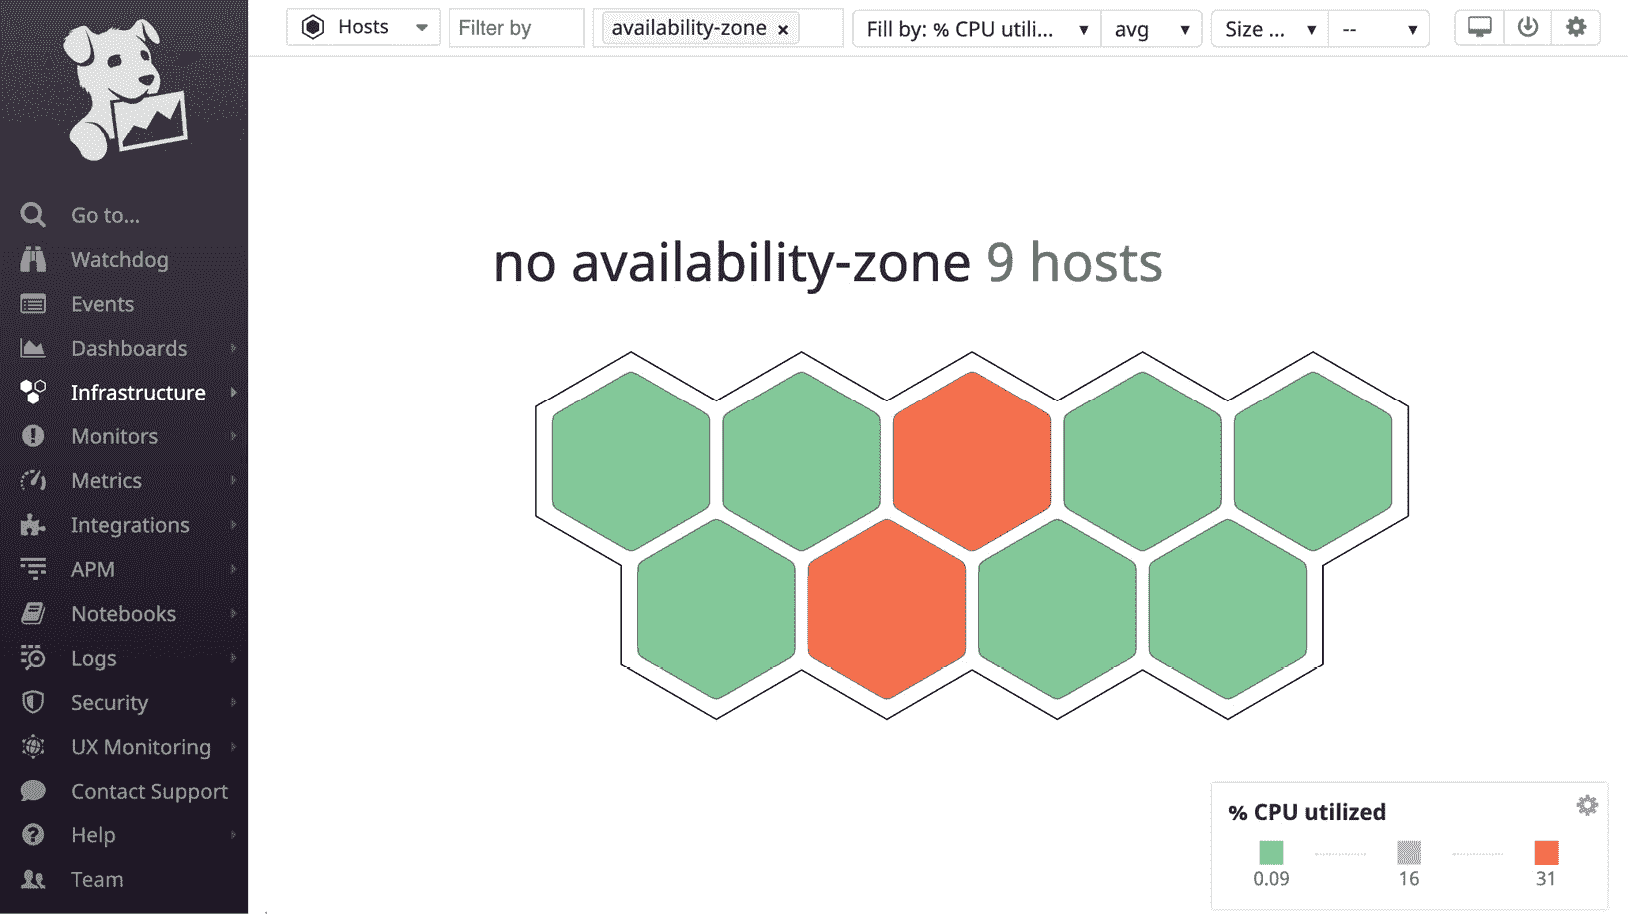 Hosts
Filter by
availability-zone ×
Fill by: % CPU utili...
avg
Size ...
--
Go to...
Watchdog
Events
Dashboards
Infrastructure
Monitors
Metrics
Integrations
APM
Notebooks
Logs
Security
UX Monitoring
Contact Support
Help
Team
no availability-zone 9 hosts
% CPU utilized
0.09 16 31